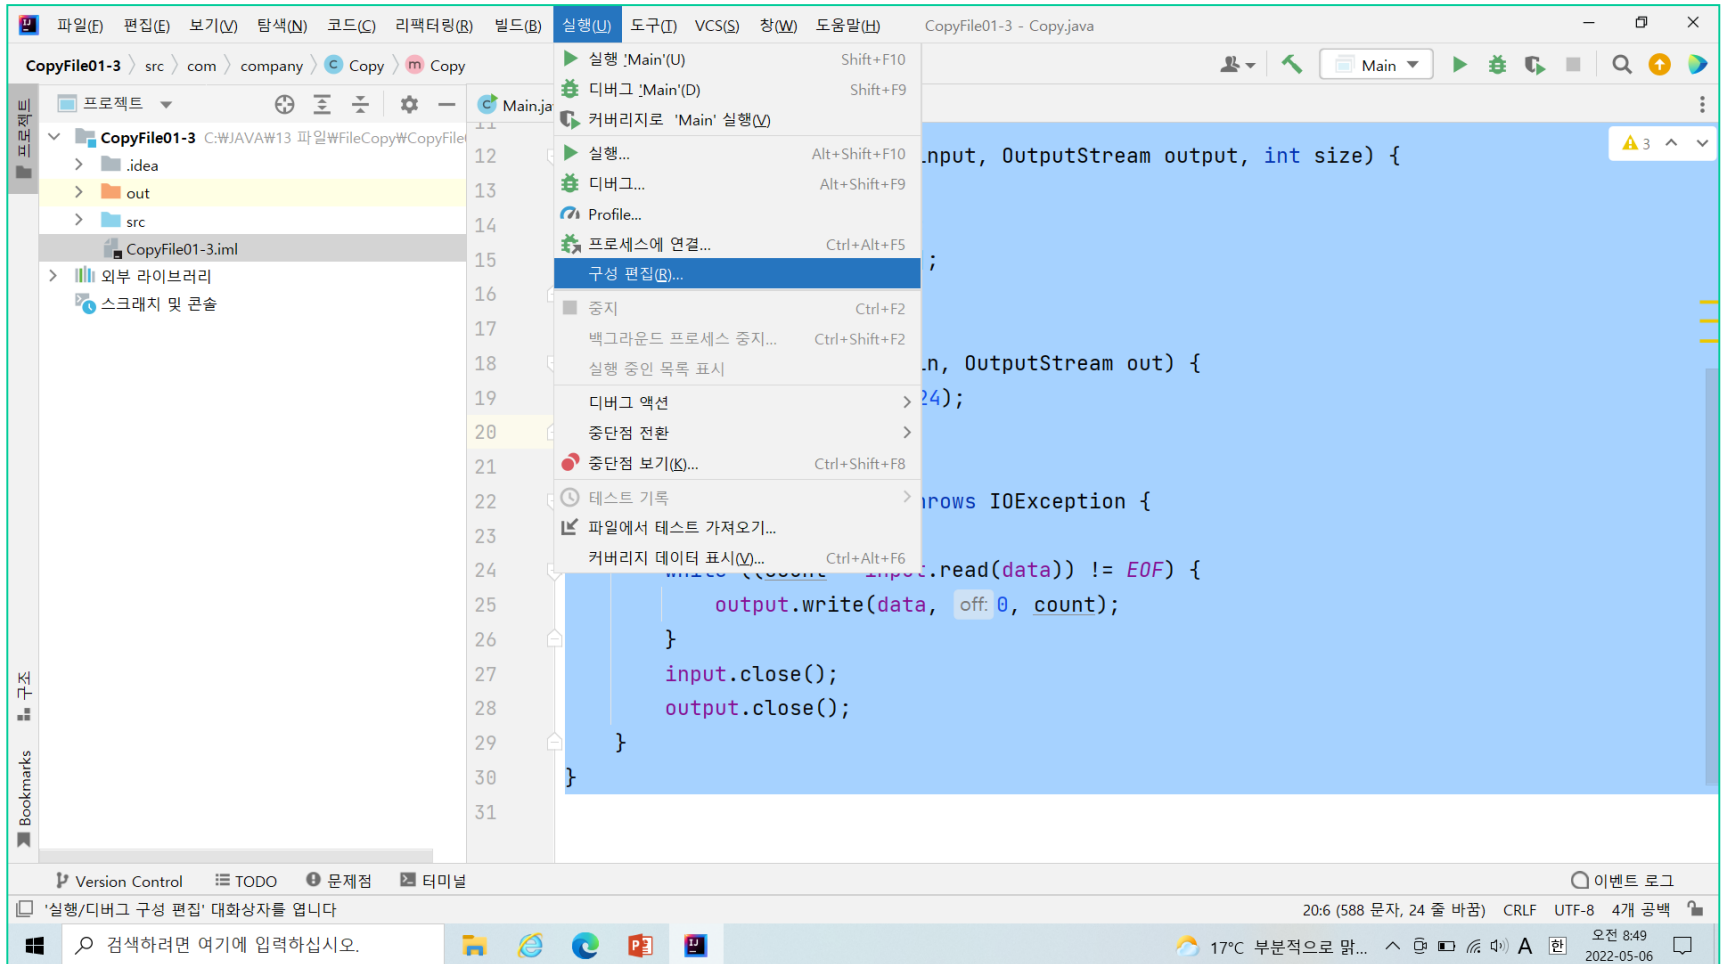 파일(F) 편집(E) 보기(V) 탐색(N) 코드(C) 리팩터링(R) 빌드(B) 실행(U) 도구(T) VCS(S) 창(W) 도움말(H) CopyFile01-3 - Copy.java
CopyFile01-3 src com company Copy Copy
Main
프로젝트
Main.ja
CopyFile01-3 C:₩JAVA₩13 파일₩FileCopy₩CopyFile
.idea
out
src
CopyFile01-3.iml
외부 라이브러리
스크래치 및 콘솔
프로젝트
구조
Bookmarks
실행 'Main'(U) Shift+F10
디버그 'Main'(D) Shift+F9
커버리지로 'Main' 실행(V)
실행... Alt+Shift+F10
디버그... Alt+Shift+F9
Profile...
프로세스에 연결... Ctrl+Alt+F5
구성 편집(R)...
중지 Ctrl+F2
백그라운드 프로세스 중지... Ctrl+Shift+F2
실행 중인 목록 표시
디버그 액션
중단점 전환
중단점 보기(K)... Ctrl+Shift+F8
테스트 기록
파일에서 테스트 가져오기...
커버리지 데이터 표시(V)... Ctrl+Alt+F6
3
11
12 input, OutputStream output, int size) {
13
14
15 ;
16
17
18 in, OutputStream out) {
19 24);
20
21
22 hrows IOException {
23
24 while ((count = input.read(data)) != EOF) {
25 output.write(data, off: 0, count);
26 }
27 input.close();
28 output.close();
29 }
30 }
31
Version Control TODO 문제점 터미널 이벤트 로그
'실행/디버그 구성 편집' 대화상자를 엽니다 20:6 (588 문자, 24 줄 바꿈) CRLF UTF-8 4개 공백
검색하려면 여기에 입력하십시오. 17°C 부분적으로 맑... A 한 오전 8:49
2022-05-06